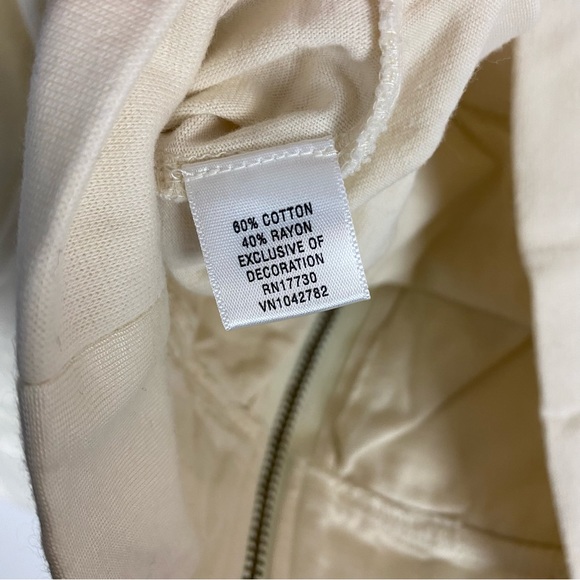 60% COTTON
40% RAYON
EXCLUSIVE OF
DECORATION
RN17730
VN1042782